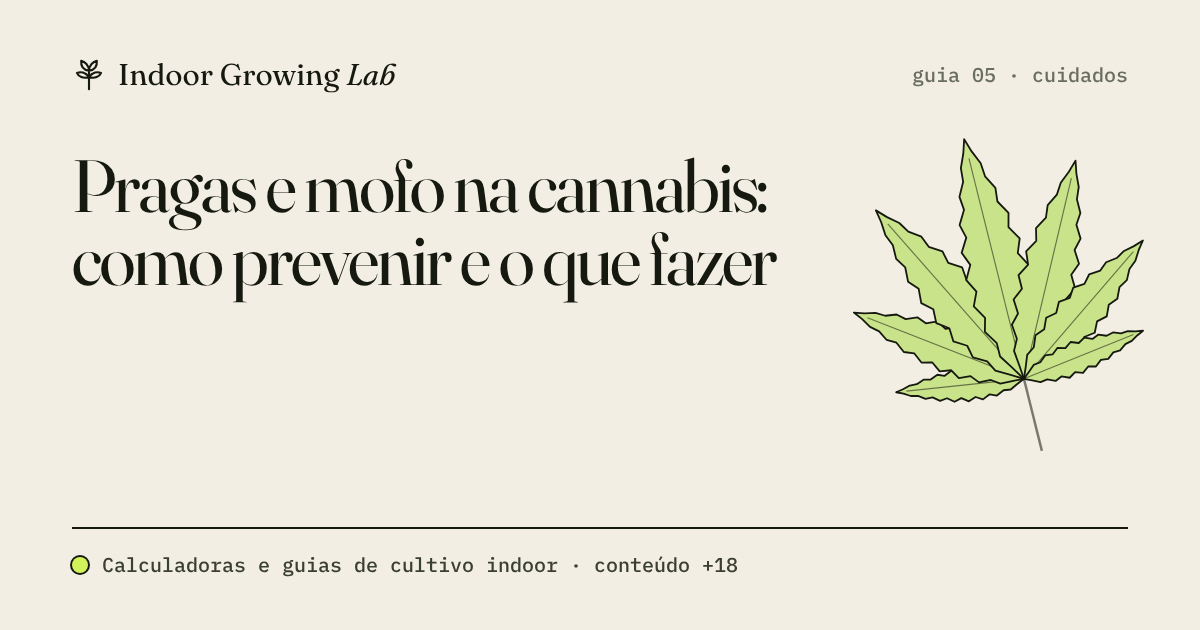 Indoor Growing Lab
guia 05 · cuidados
Pragas e mofo na cannabis:
como prevenir e o que fazer
Calculadoras e guias de cultivo indoor · conteúdo +18